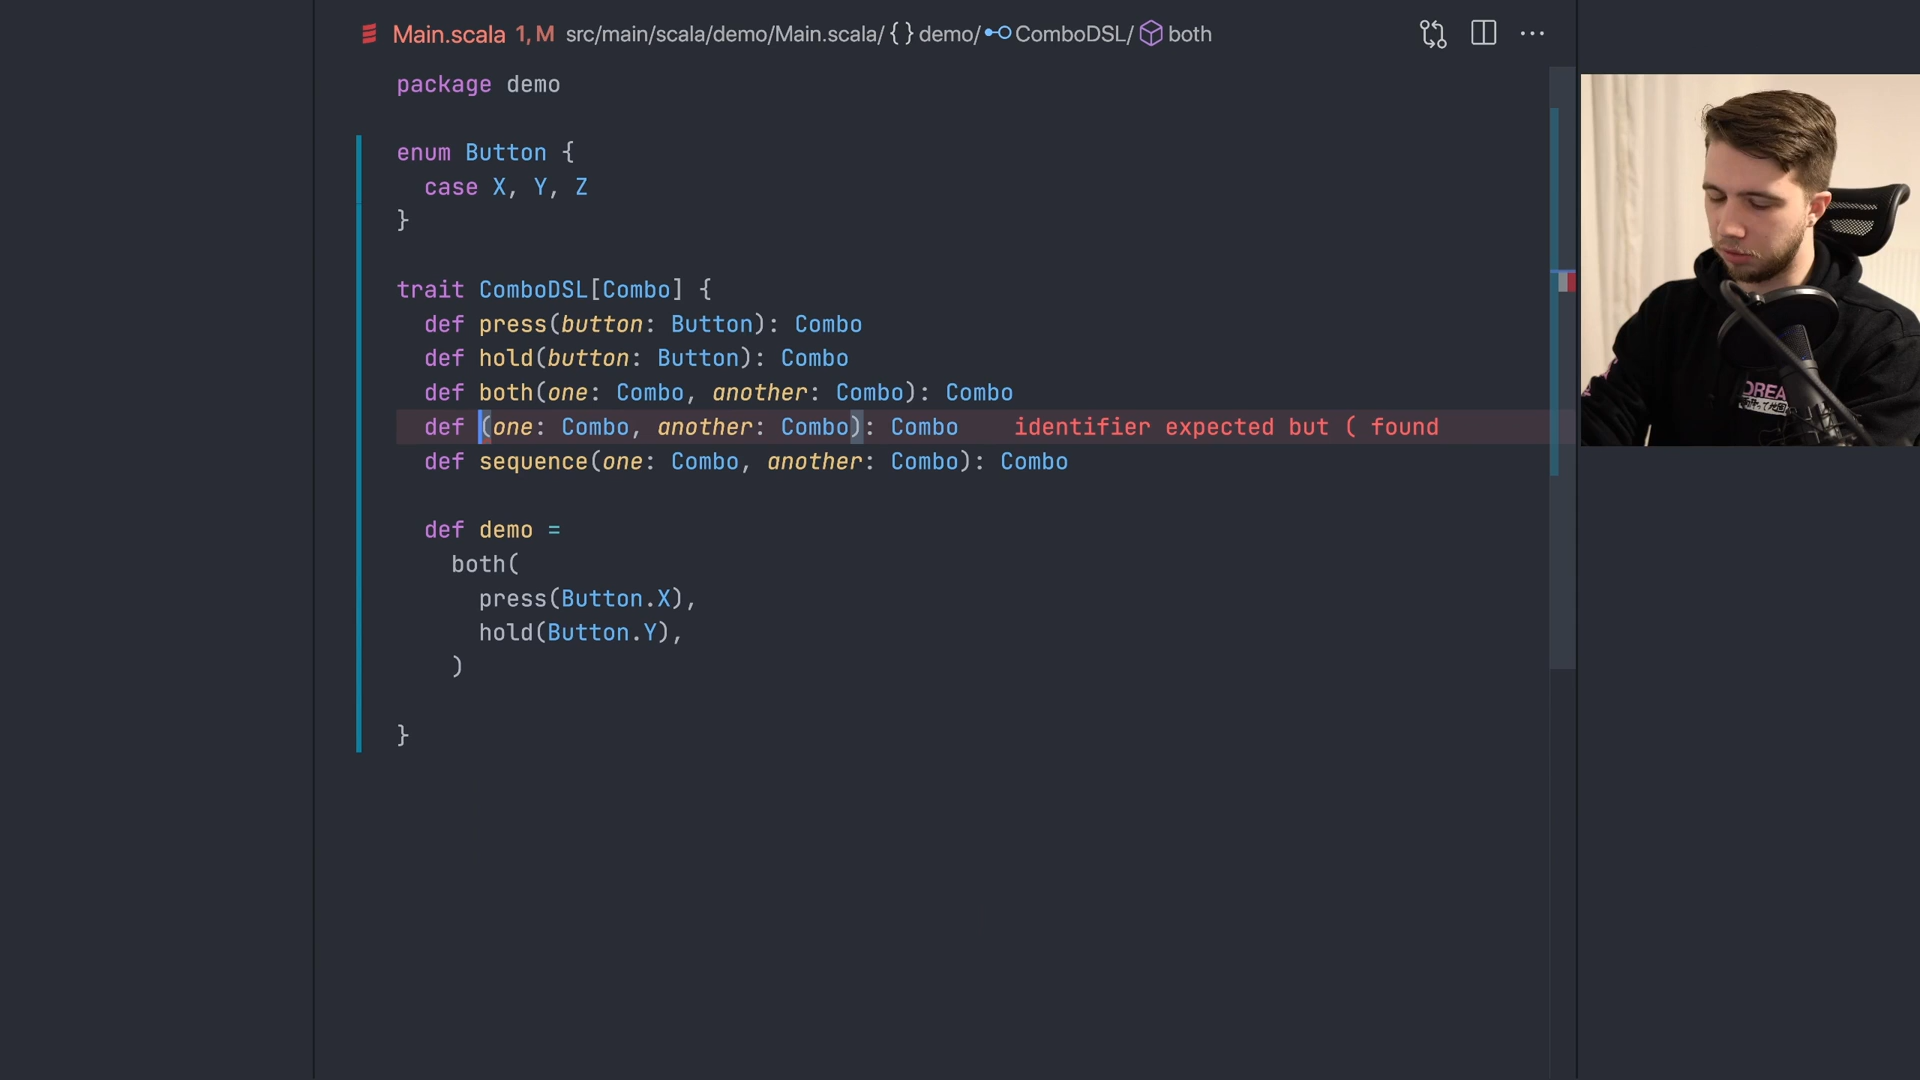 Main.scala 1, M src/main/scala/demo/Main.scala/ {} demo/ ComboDSL/ both ...
package demo
enum Button {
case X, Y, Z
}
trait ComboDSL[Combo] {
def press(button: Button): Combo
def hold(button: Button): Combo
def both(one: Combo, another: Combo): Combo
def (one: Combo, another: Combo): Combo identifier expected but ( found
def sequence(one: Combo, another: Combo): Combo
def demo =
both(
press(Button.X),
hold(Button.Y),
)
}